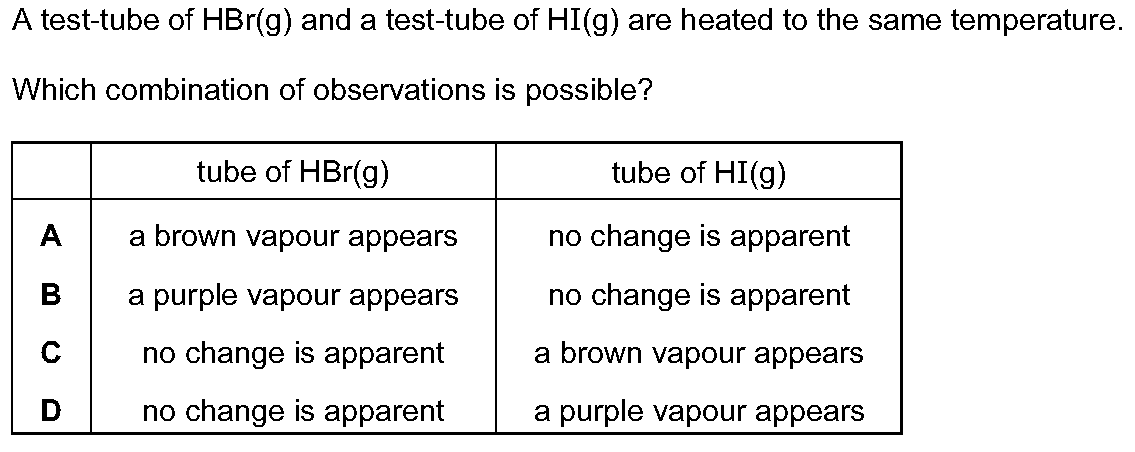 A test-tube of HBr(g) and a test-tube of HI(g) are heated to the same temperature.
Which combination of observations is possible?
tube of HBr(g) tube of HI(g)
A a brown vapour appears no change is apparent
B a purple vapour appears no change is apparent
C no change is apparent a brown vapour appears
D no change is apparent a purple vapour appears